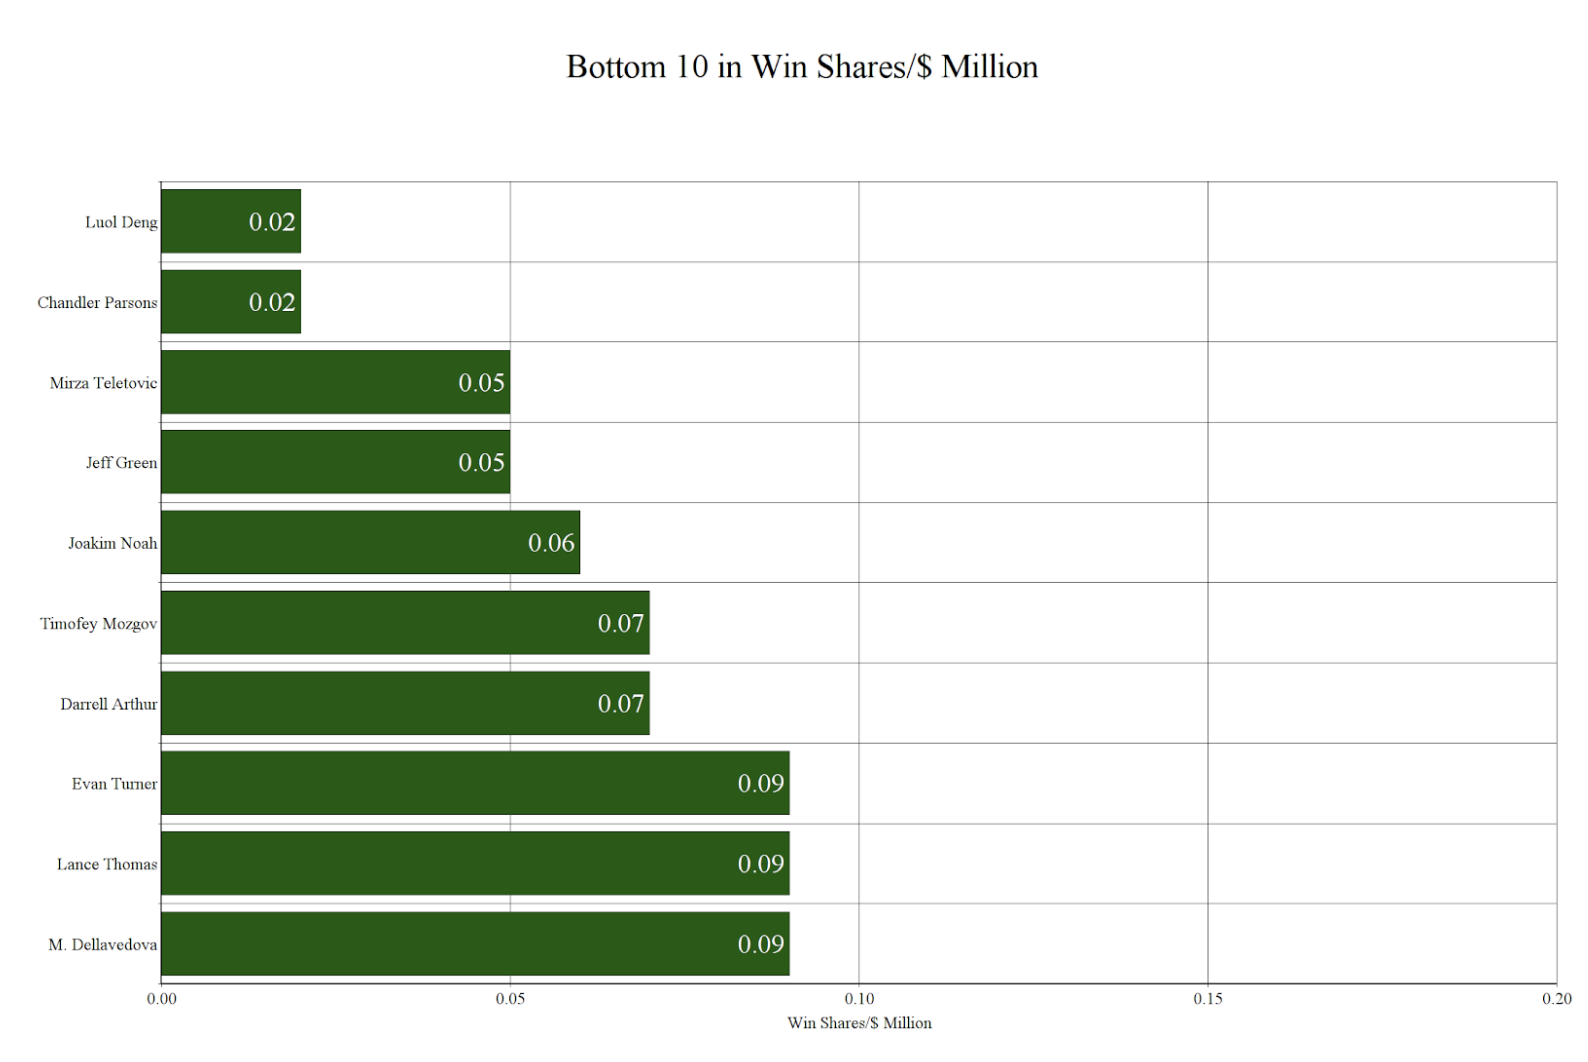 Bottom 10 in Win Shares/$ Million
Luol Deng
0.02
Chandler Parsons
0.02
Mirza Teletovic
0.05
Jeff Green
0.05
Joakim Noah
0.06
Timofey Mozgov
0.07
Darrell Arthur
0.07
Evan Turner
0.09
Lance Thomas
0.09
M. Dellavedova
0.09
0.00 0.05 0.10 0.15 0.20
Win Shares/$ Million